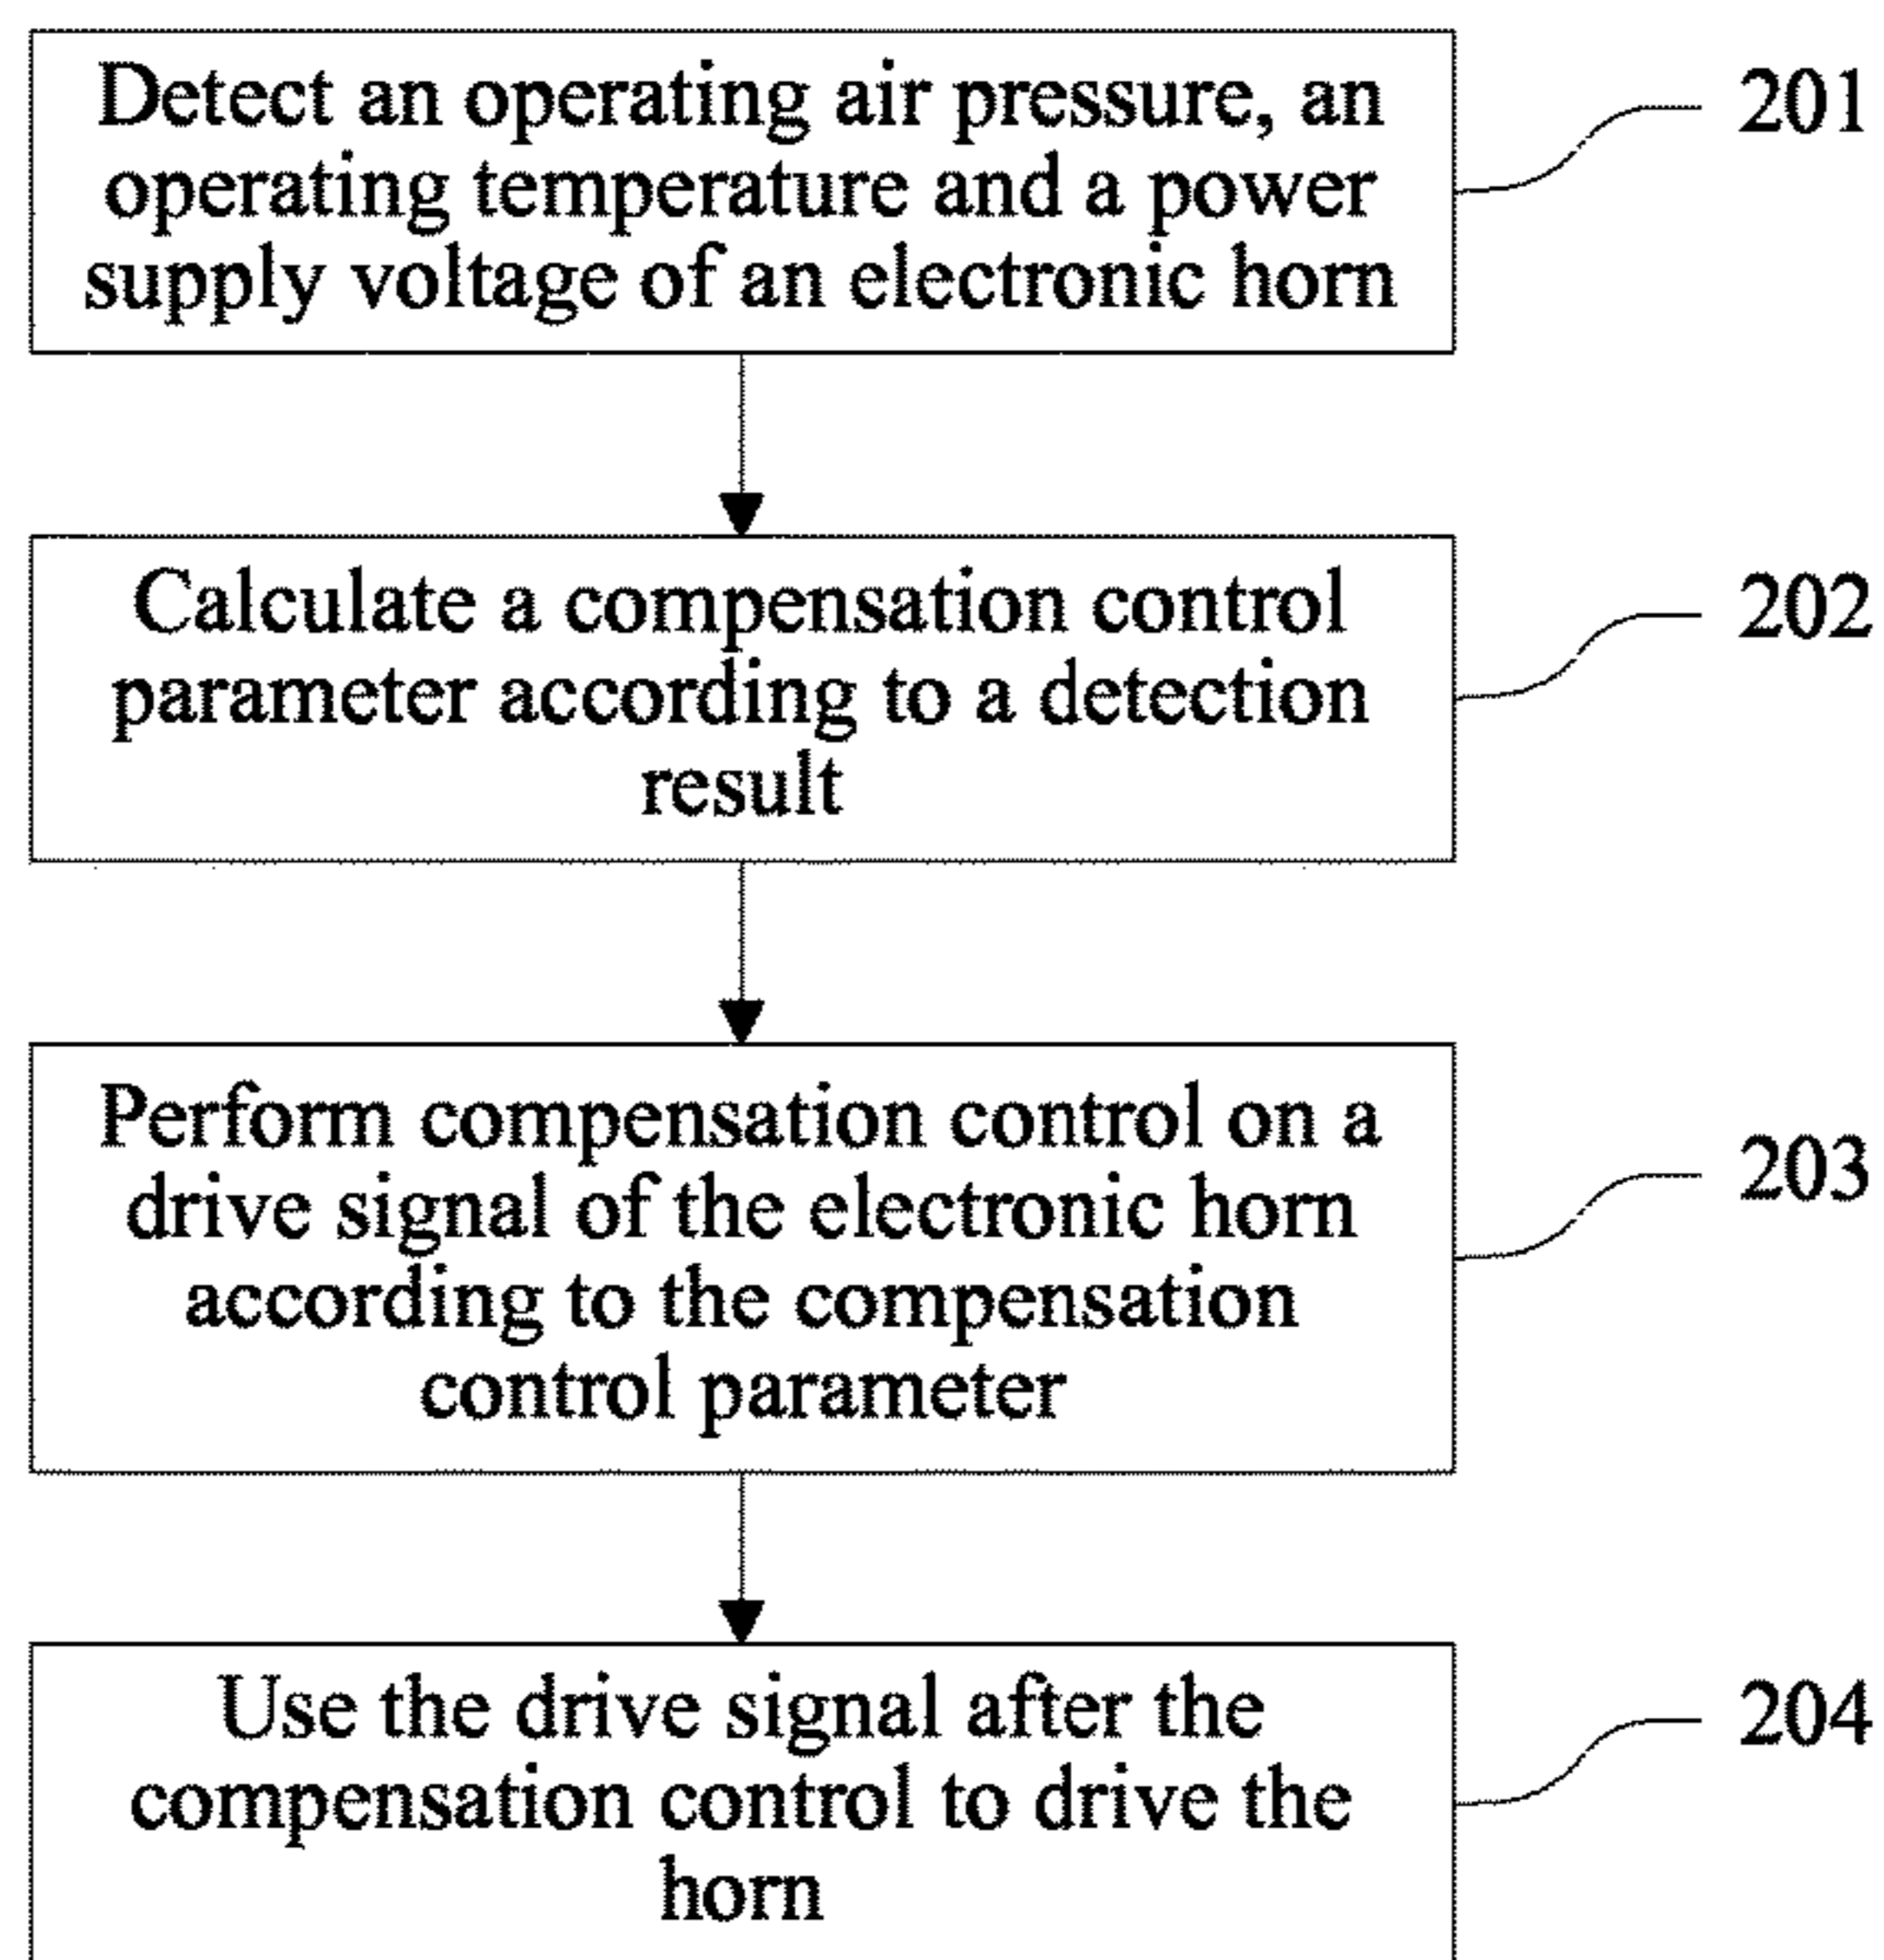 Detect an operating air pressure, an
operating temperature and a power
supply voltage of an electronic horn
201
Calculate a compensation control
parameter according to a detection
result
202
Perform compensation control on a
drive signal of the electronic horn
according to the compensation
control parameter
203
Use the drive signal after the
compensation control to drive the
horn
204